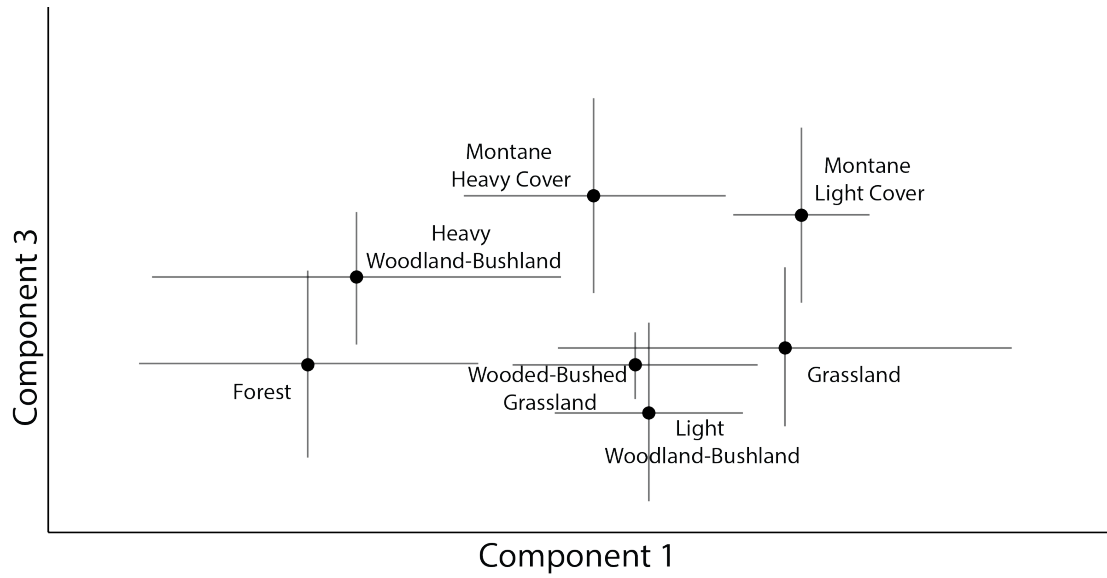 Montane
Heavy Cover
Montane
Light Cover
Heavy
Woodland-Bushland
Component 3
Forest
Wooded-Bushed
Grassland
Grassland
Light
Woodland-Bushland
Component 1